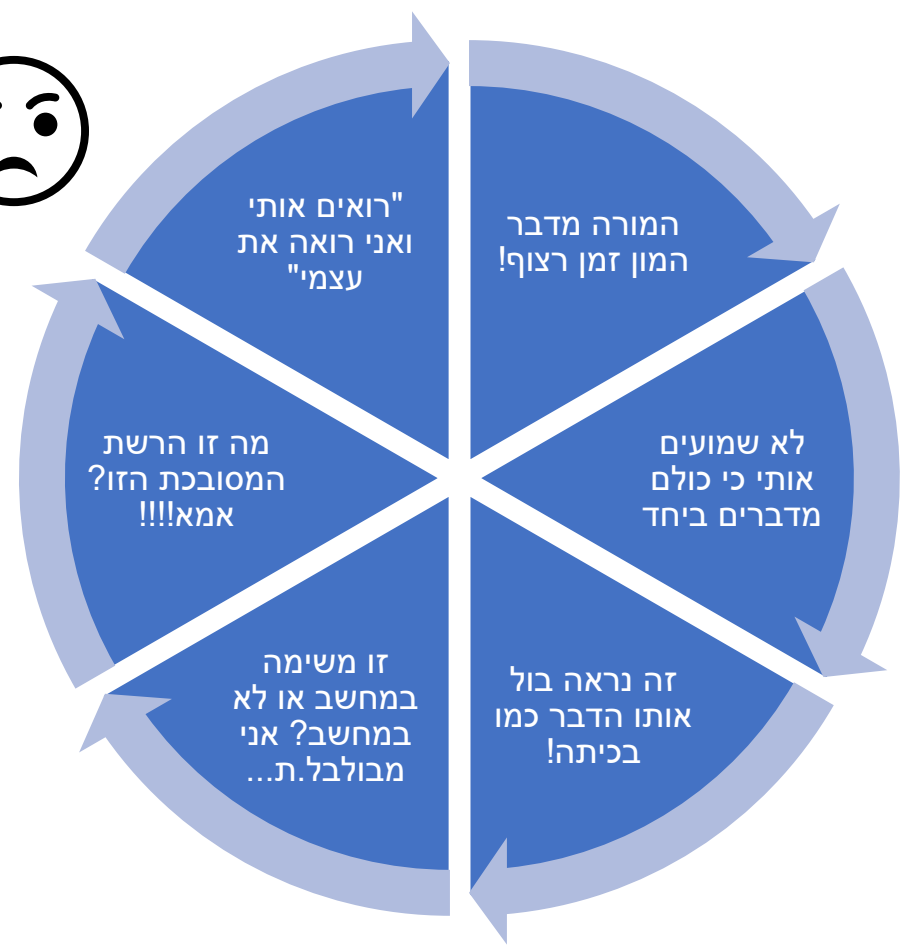 המורה מדבר
המון זמן רצוף!
לא שמועים
אותי כי כולם
מדברים ביחד
זה נראה בול
אותו הדבר כמו
בכיתה!
זו משימה
במחשב או לא
במחשב? אני
מבולבל.ת...
מה זו הרשת
המסובכת הזו?
אמא!!!!
"רואים אותי
ואני רואה את
עצמי"